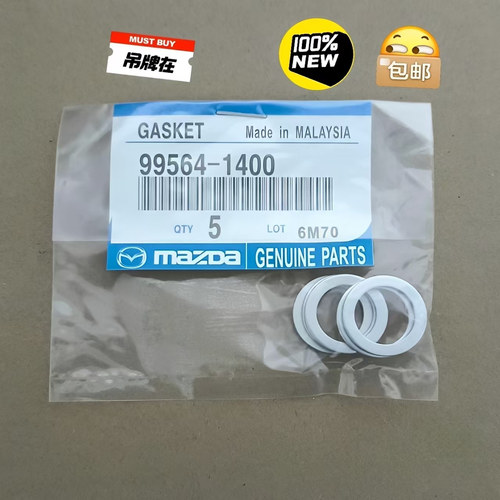 MUST BUY
吊牌在
100%
NEW
包邮
GASKET Made in MALAYSIA
99564-1400
QTY 5 LOT 6M70
mazda GENUINE PARTS